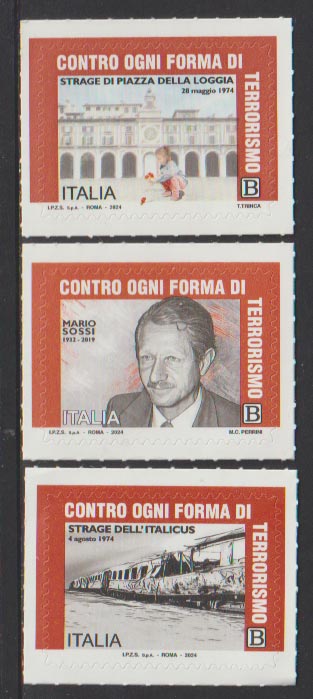 CONTRO OGNI FORMA DI TERRORISMO
STRAGE DI PIAZZA DELLA LOGGIA
28 maggio 1974
ITALIA
B
I.P.Z.S. S.p.A. - ROMA - 2024
T. TRINCA
CONTRO OGNI FORMA DI TERRORISMO
MARIO
SOSSI
1932 - 2019
ITALIA
B
I.P.Z.S. S.p.A. - ROMA - 2024
M.C. PERRINI
CONTRO OGNI FORMA DI TERRORISMO
STRAGE DELL'ITALICUS
4 agosto 1974
ITALIA
B
I.P.Z.S. S.p.A. - ROMA - 2024